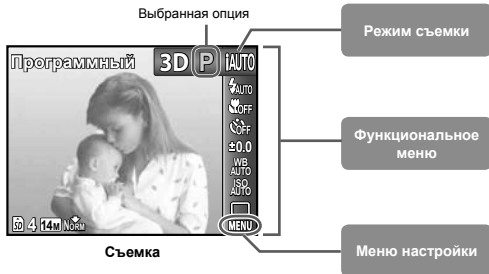 Выбранная опция
Режим съемки
Программный 3D P iAUTO
AUTO
OFF
OFF
±0.0
WB
AUTO
ISO
AUTO
Функциональное
меню
4 14M NORM
MENU
Съемка
Меню настройки